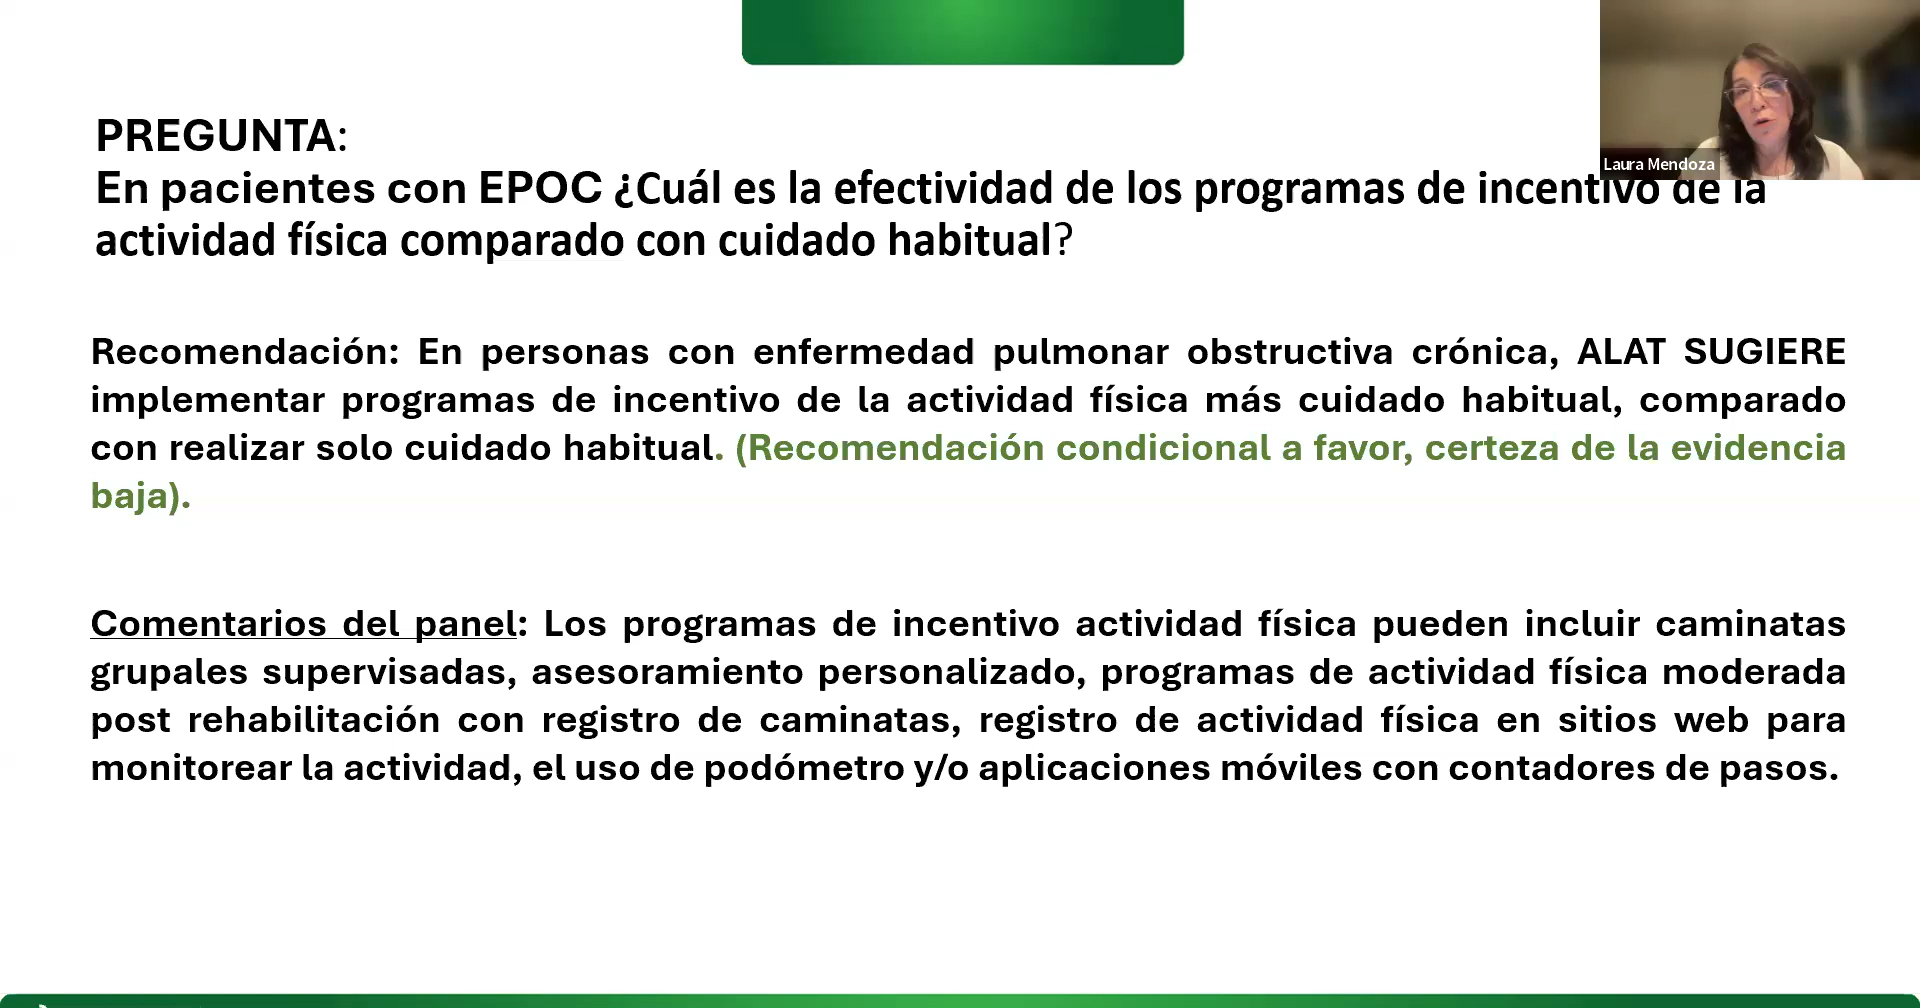 Laura Mendoza
PREGUNTA:
En pacientes con EPOC ¿Cuál es la efectividad de los programas de incentivo de la
actividad física comparado con cuidado habitual?
Recomendación: En personas con enfermedad pulmonar obstructiva crónica, ALAT SUGIERE
implementar programas de incentivo de la actividad física más cuidado habitual, comparado
con realizar solo cuidado habitual. (Recomendación condicional a favor, certeza de la evidencia
baja).
Comentarios del panel: Los programas de incentivo actividad física pueden incluir caminatas
grupales supervisadas, asesoramiento personalizado, programas de actividad física moderada
post rehabilitación con registro de caminatas, registro de actividad física en sitios web para
monitorear la actividad, el uso de podómetro y/o aplicaciones móviles con contadores de pasos.